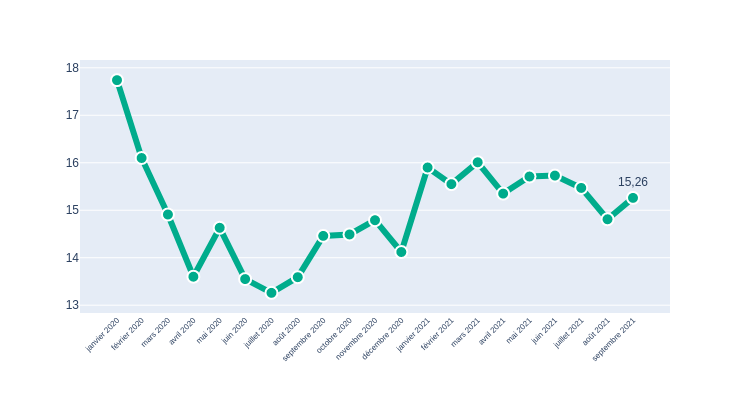 18
17
16
15
14
13
15,26
janvier 2020
février 2020
mars 2020
avril 2020
mai 2020
juin 2020
juillet 2020
août 2020
septembre 2020
octobre 2020
novembre 2020
décembre 2020
janvier 2021
février 2021
mars 2021
avril 2021
mai 2021
juin 2021
juillet 2021
août 2021
septembre 2021